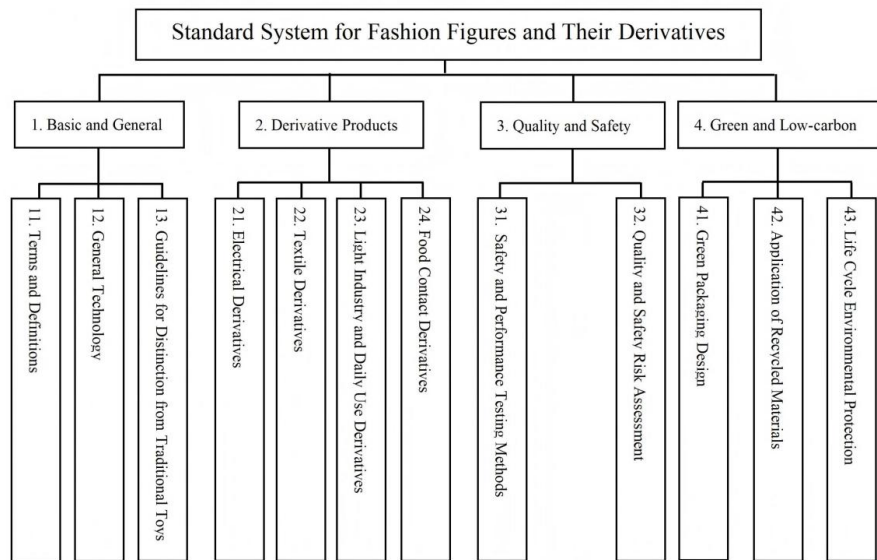 Standard System for Fashion Figures and Their Derivatives
1. Basic and General
2. Derivative Products
3. Quality and Safety
4. Green and Low-carbon
11. Terms and Definitions
12. General Technology
13. Guidelines for Distinction from Traditional Toys
21. Electrical Derivatives
22. Textile Derivatives
23. Light Industry and Daily Use Derivatives
24. Food Contact Derivatives
31. Safety and Performance Testing Methods
32. Quality and Safety Risk Assessment
41. Green Packaging Design
42. Application of Recycled Materials
43. Life Cycle Environmental Protection